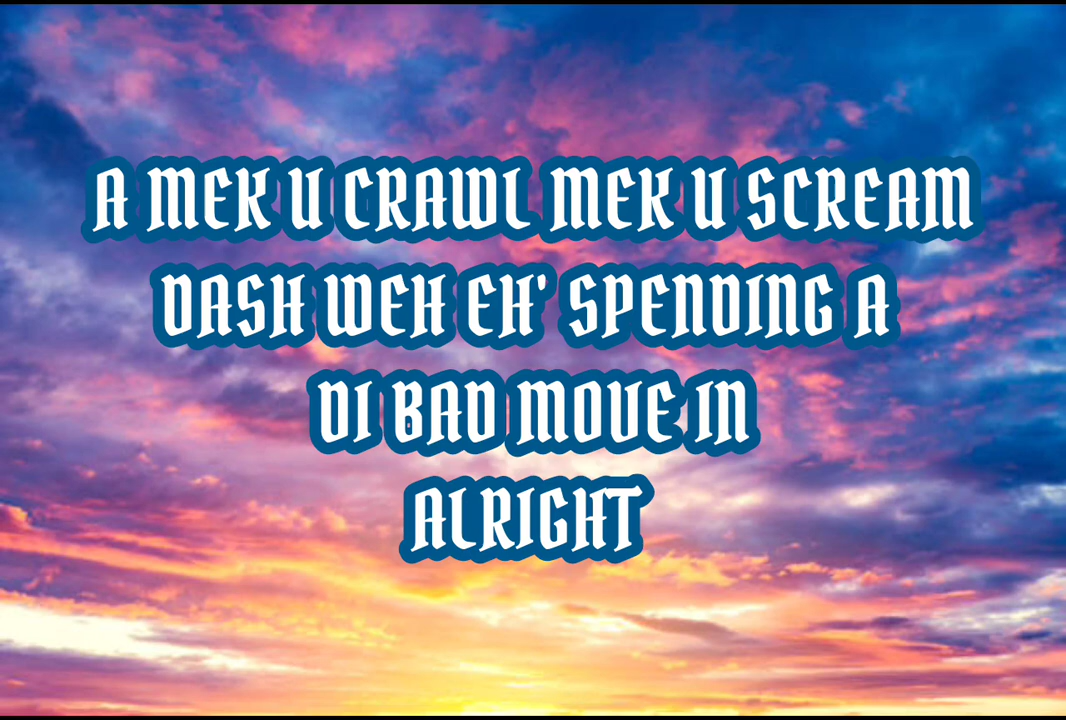 A MEK U CRAWL MEK U SCREAM
DASH WEH EH' SPENDING A
DI BAD MOVE IN
ALRIGHT